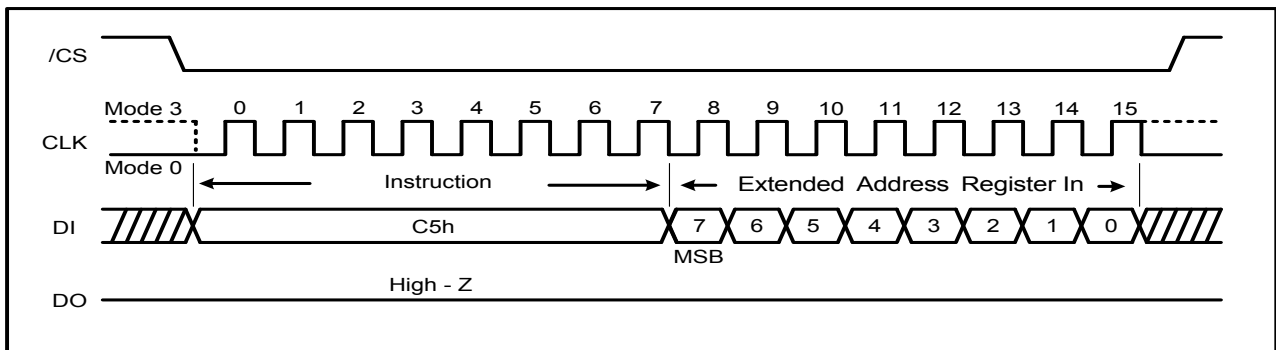 /CS
Mode 3 0 1 2 3 4 5 6 7 8 9 10 11 12 13 14 15
CLK
Mode 0
Instruction Extended Address Register In
DI C5h 7 6 5 4 3 2 1 0
MSB
High - Z
DO